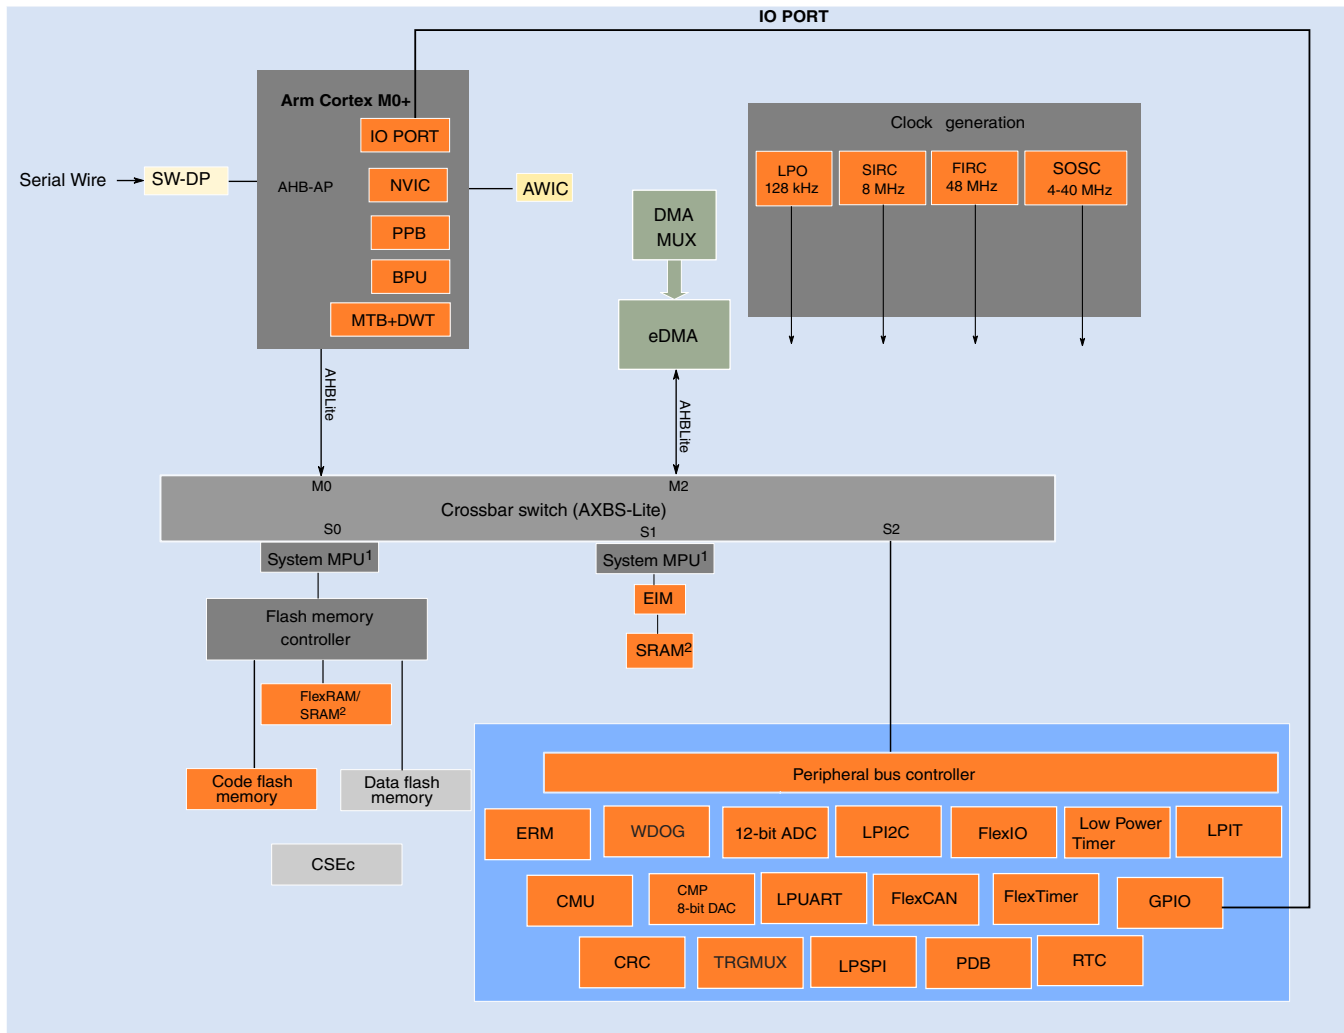 IO PORT
Arm Cortex M0+
IO PORT
Serial Wire
SW-DP
AHB-AP
NVIC
AWIC
PPB
BPU
MTB+DWT
DMA
MUX
eDMA
Clock generation
LPO
128 kHz
SIRC
8 MHz
FIRC
48 MHz
SOSC
4-40 MHz
AHBLite
AHBLite
M0
M2
Crossbar switch (AXBS-Lite)
S0
S1
S2
System MPU1
System MPU1
Flash memory
controller
EIM
SRAM2
FlexRAM/
SRAM2
Code flash
memory
Data flash
memory
CSEc
Peripheral bus controller
ERM
WDOG
12-bit ADC
LPI2C
FlexIO
Low Power
Timer
LPIT
CMU
CMP
8-bit DAC
LPUART
FlexCAN
FlexTimer
GPIO
CRC
TRGMUX
LPSPI
PDB
RTC